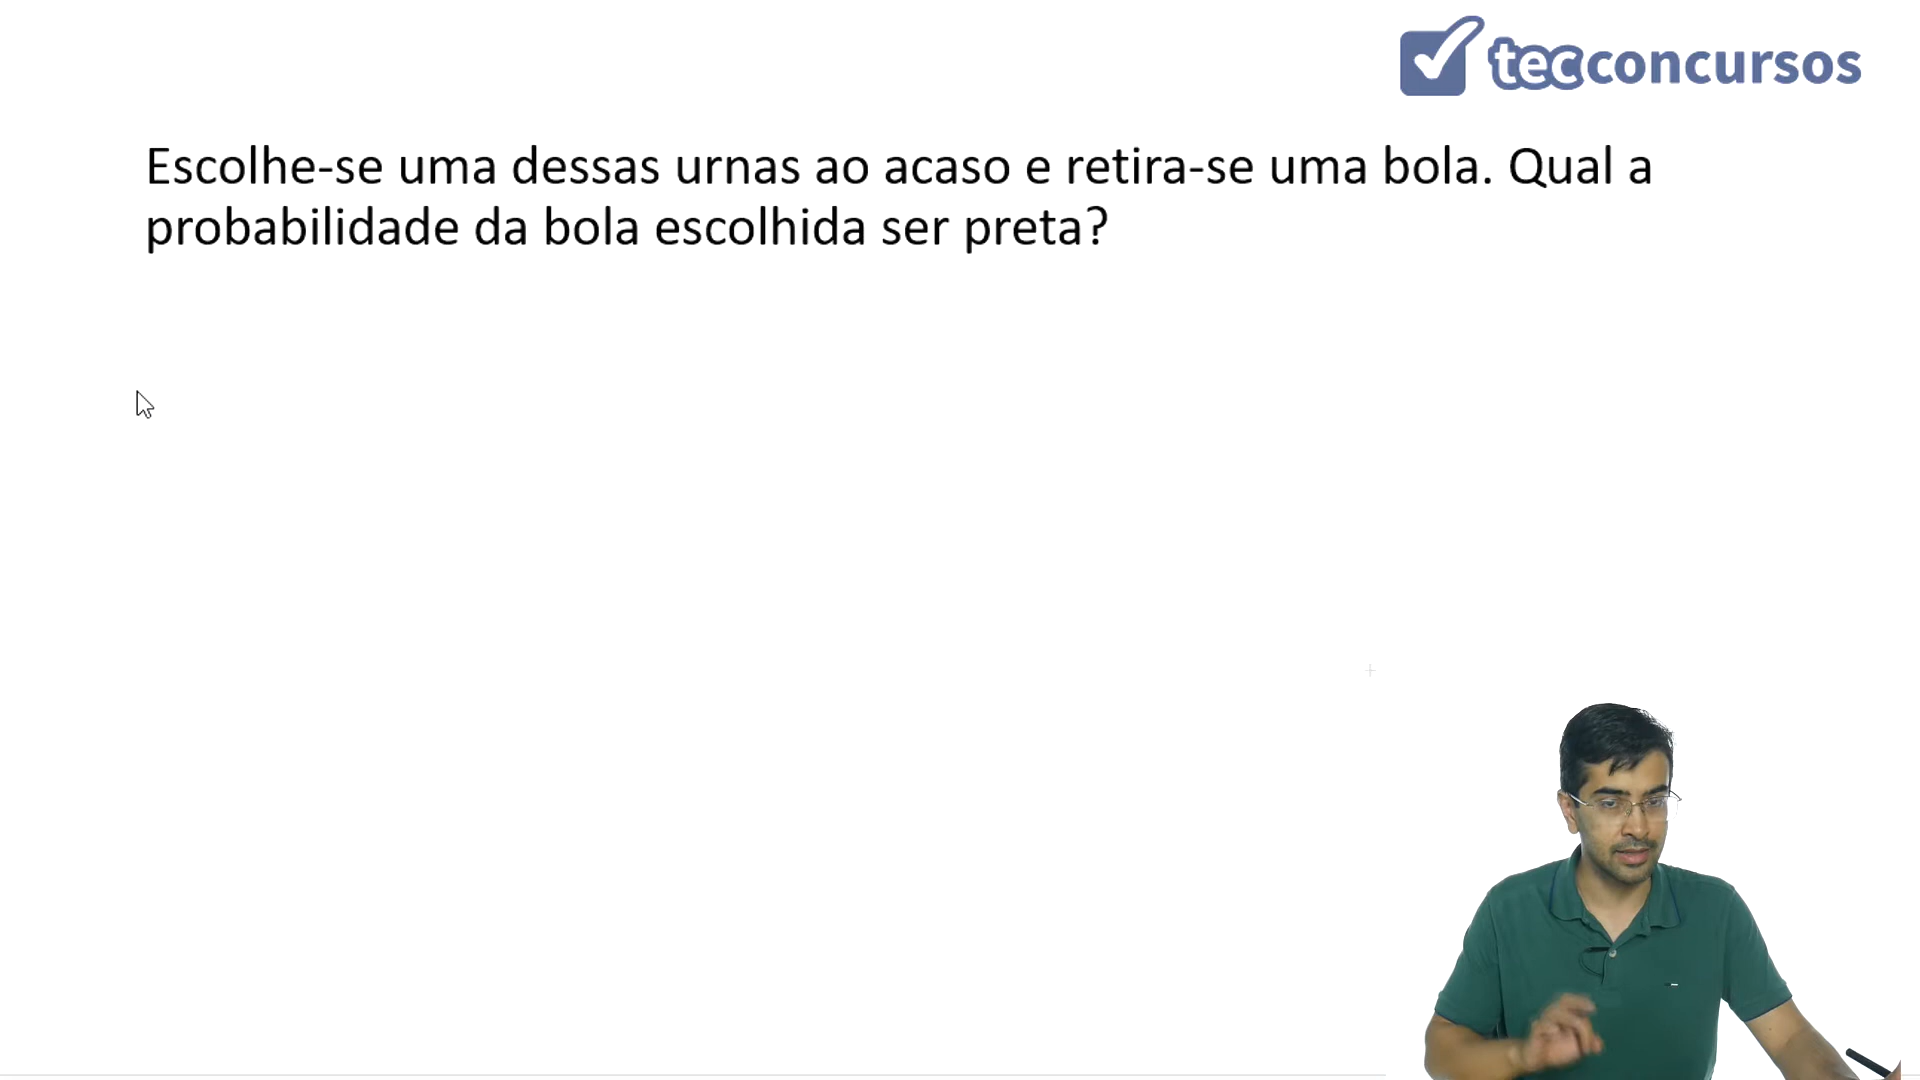 tecconcursos
Escolhe-se uma dessas urnas ao acaso e retira-se uma bola. Qual a
probabilidade da bola escolhida ser preta?